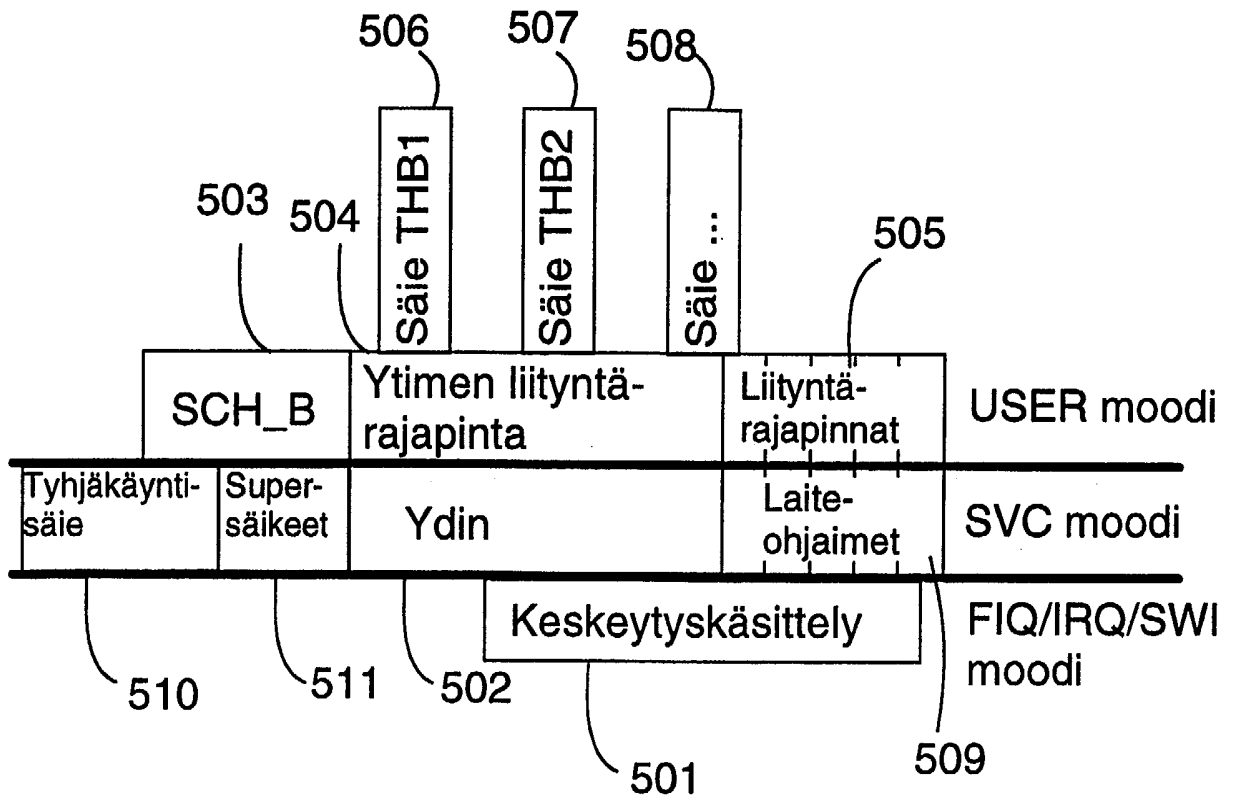 506
507
508
Säie THB1
Säie THB2
Säie ...
503
504
505
SCH_B
Ytimen liityntä-
rajapinta
Liityntä-
rajapinnat
USER moodi
Tyhjäkäynti-
säie
Super-
säikeet
Ydin
Laite-
ohjaimet
SVC moodi
Keskeytyskäsittely
FIQ/IRQ/SWI
moodi
510
511
502
501
509